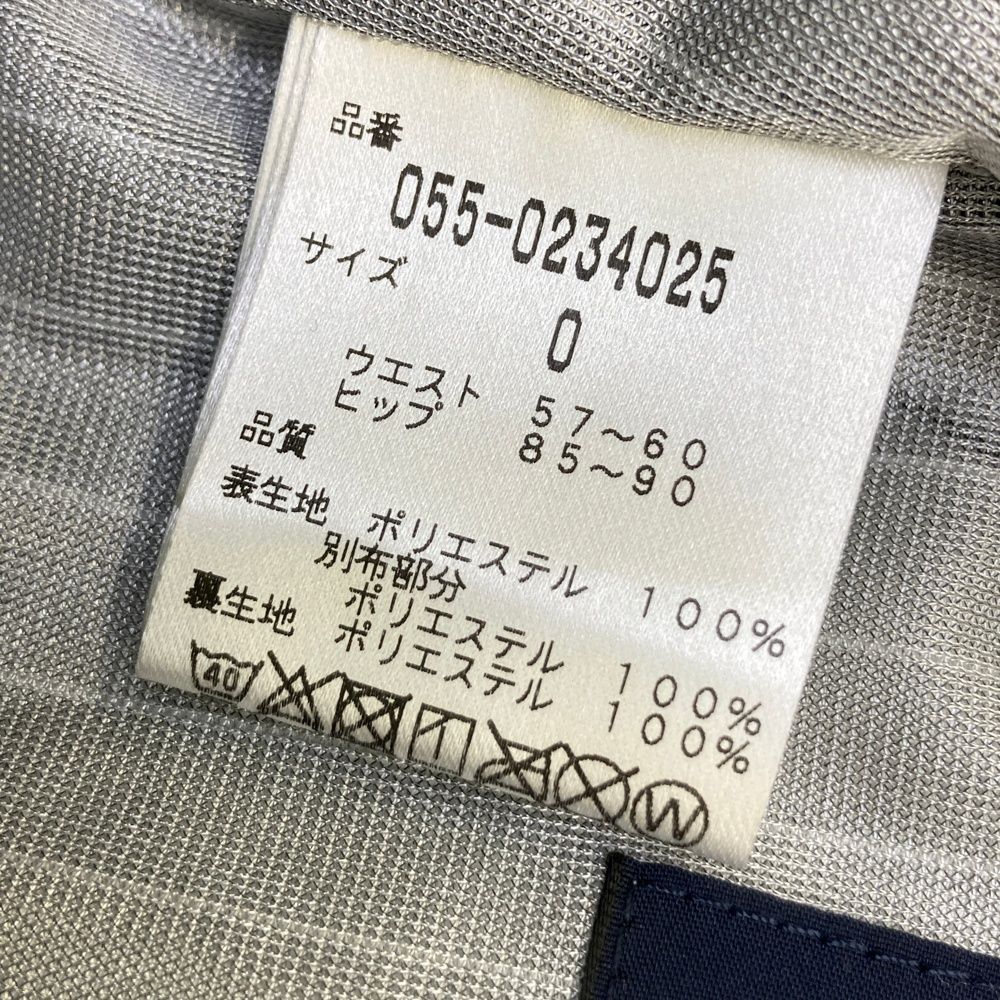 品番
055-0234025
サイズ
0
ウエスト 57～60
ヒップ 85～90
品質
表生地 ポリエステル 100%
別布部分
ポリエステル 100%
裏生地 ポリエステル 100%
40
W